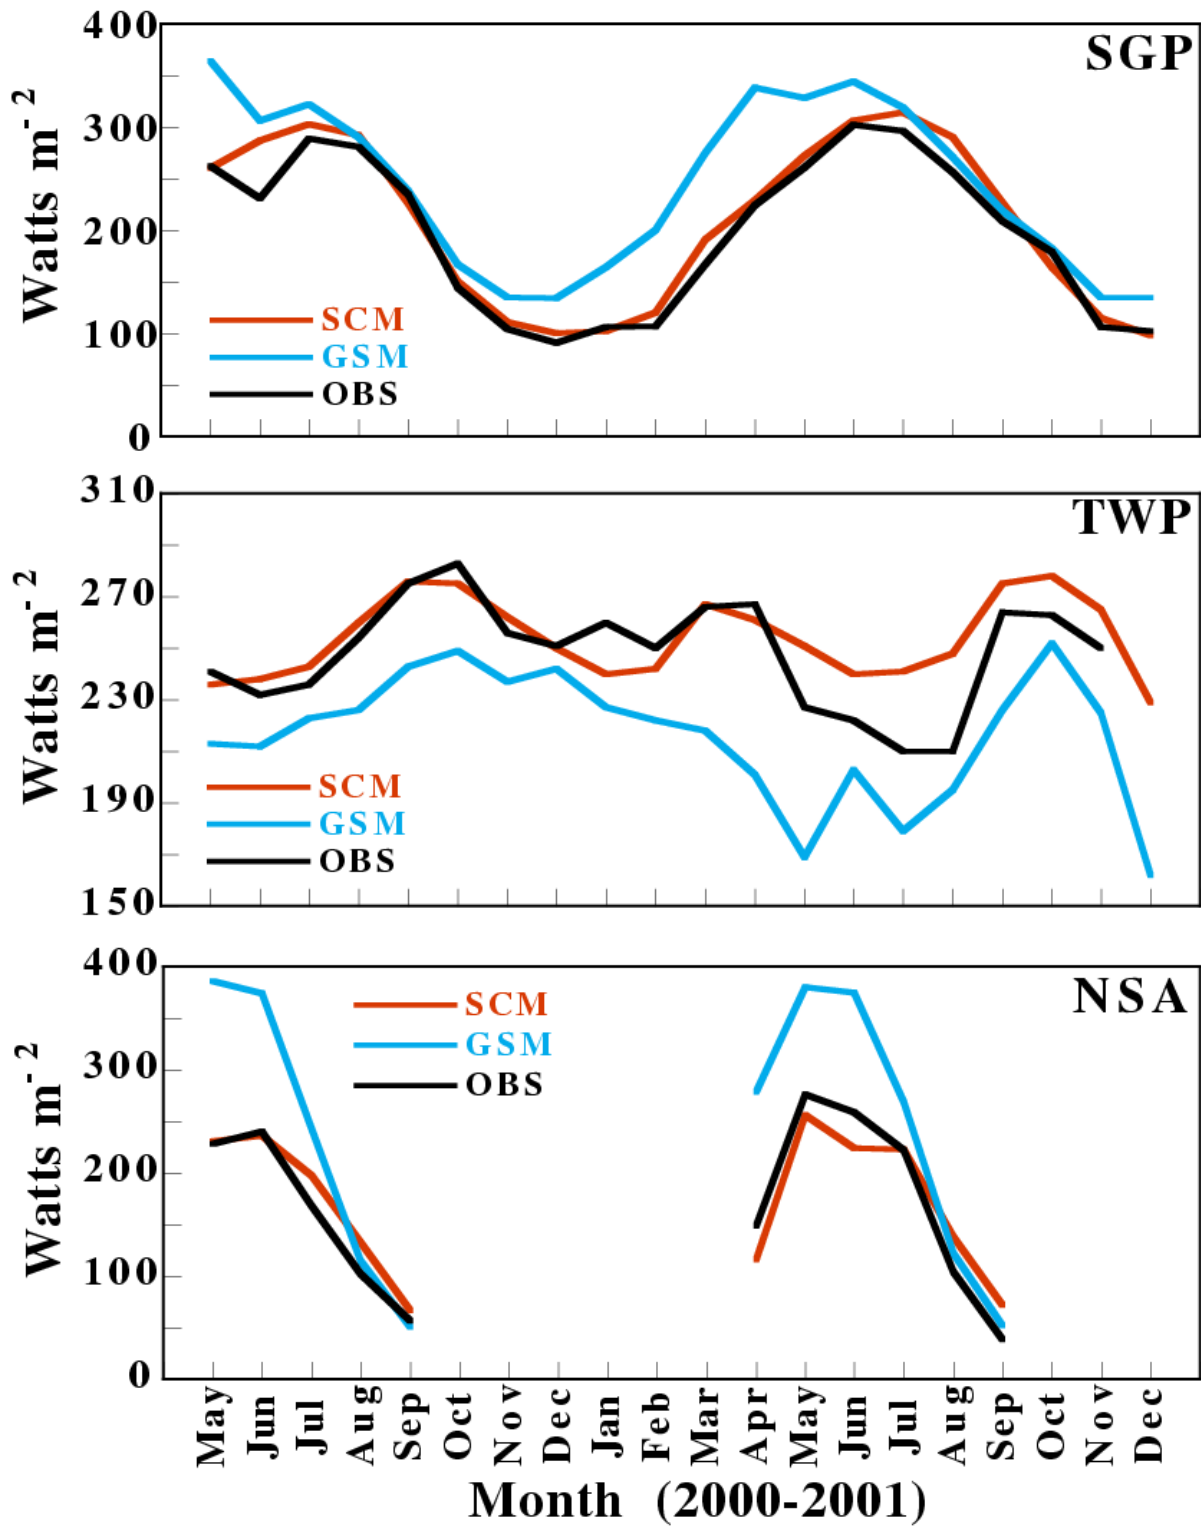 400
300
200
100
0
Watts m-2
SGP
SCM
GSM
OBS
310
270
230
190
150
Watts m-2
TWP
SCM
GSM
OBS
400
300
200
100
0
Watts m-2
NSA
SCM
GSM
OBS
May Jun Jul Aug Sep Oct Nov Dec Jan Feb Mar Apr May Jun Jul Aug Sep Oct Nov Dec
Month (2000-2001)